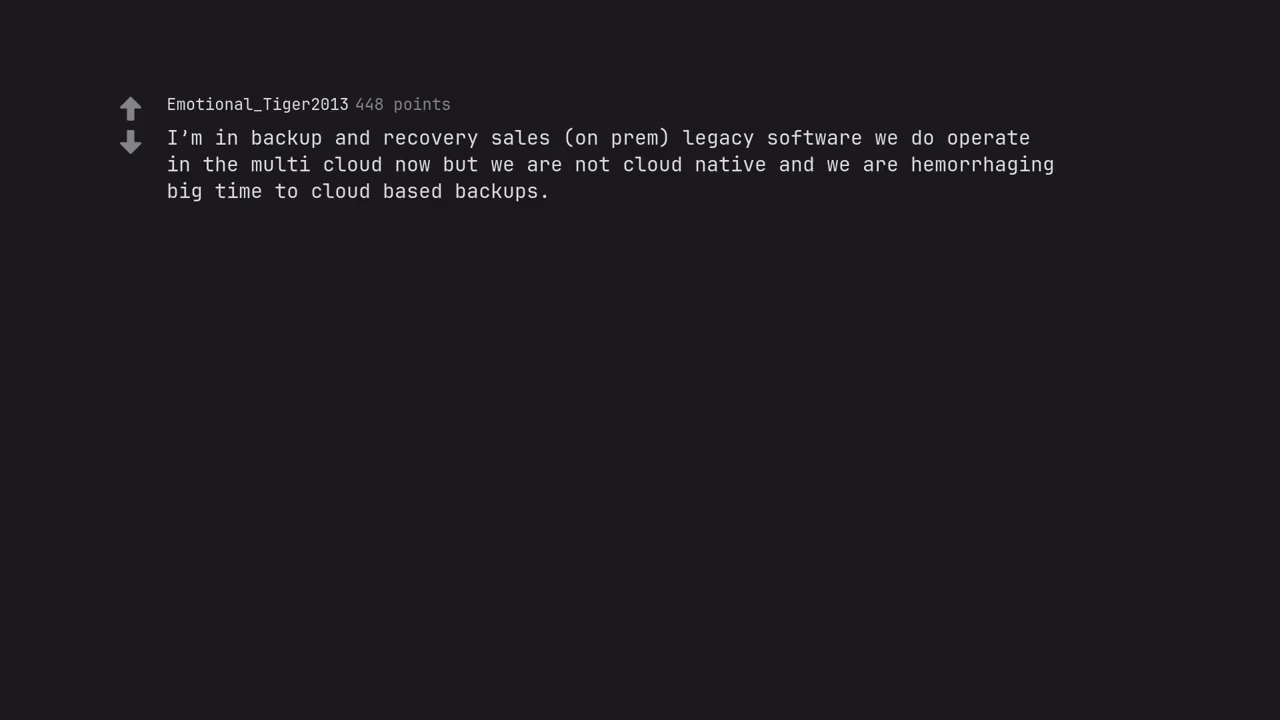 Emotional_Tiger2013 448 points
I’m in backup and recovery sales (on prem) legacy software we do operate
in the multi cloud now but we are not cloud native and we are hemorrhaging
big time to cloud based backups.